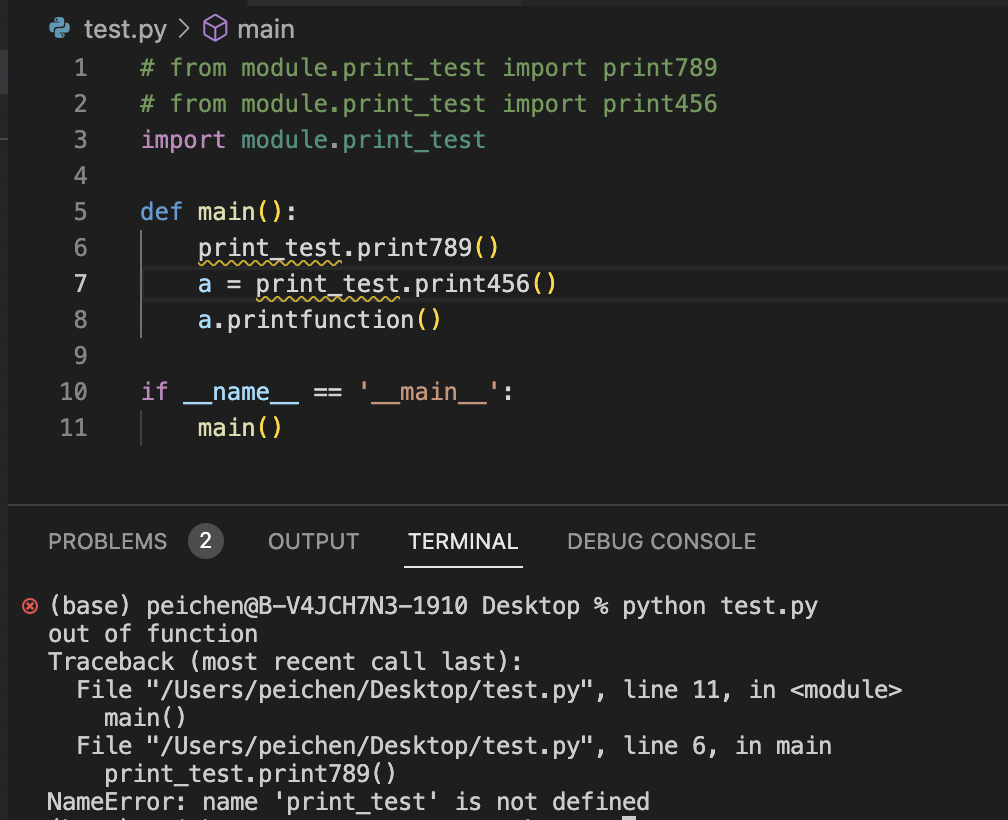 test.py > main
1 # from module.print_test import print789
2 # from module.print_test import print456
3 import module.print_test
4
5 def main():
6 print_test.print789()
7 a = print_test.print456()
8 a.printfunction()
9
10 if __name__ == '__main__':
11 main()
PROBLEMS 2 OUTPUT TERMINAL DEBUG CONSOLE
(base) peichen@B-V4JCH7N3-1910 Desktop % python test.py
out of function
Traceback (most recent call last):
File "/Users/peichen/Desktop/test.py", line 11, in <module>
main()
File "/Users/peichen/Desktop/test.py", line 6, in main
print_test.print789()
NameError: name 'print_test' is not defined